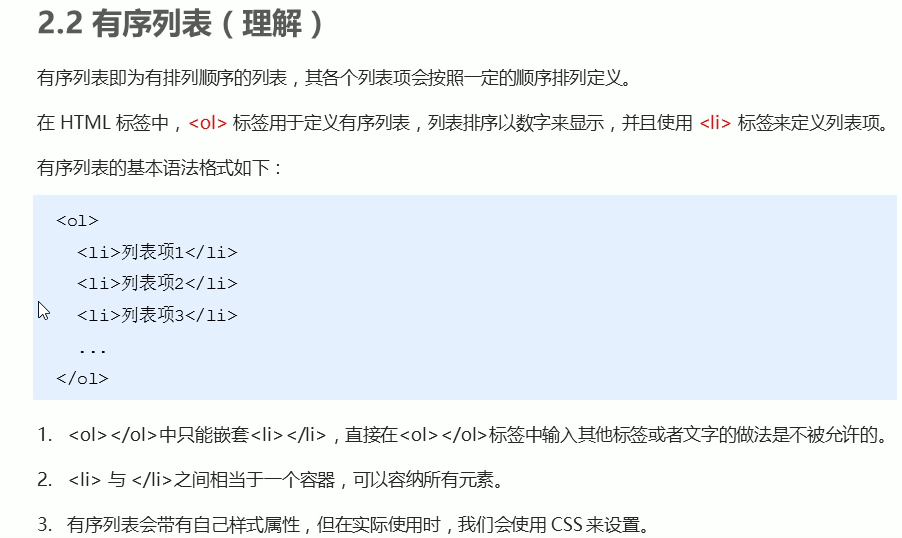 2.2 有序列表（理解）
有序列表即为有排列顺序的列表，其各个列表项会按照一定的顺序排列定义。
在 HTML 标签中，<ol> 标签用于定义有序列表，列表排序以数字来显示，并且使用 <li> 标签来定义列表项。
有序列表的基本语法格式如下：
<ol>
<li>列表项1</li>
<li>列表项2</li>
<li>列表项3</li>
...
</ol>
1. <ol></ol>中只能嵌套<li></li>，直接在<ol></ol>标签中输入其他标签或者文字的做法是不被允许的。
2. <li> 与 </li>之间相当于一个容器，可以容纳所有元素。
3. 有序列表会带有自己样式属性，但在实际使用时，我们会使用 CSS 来设置。